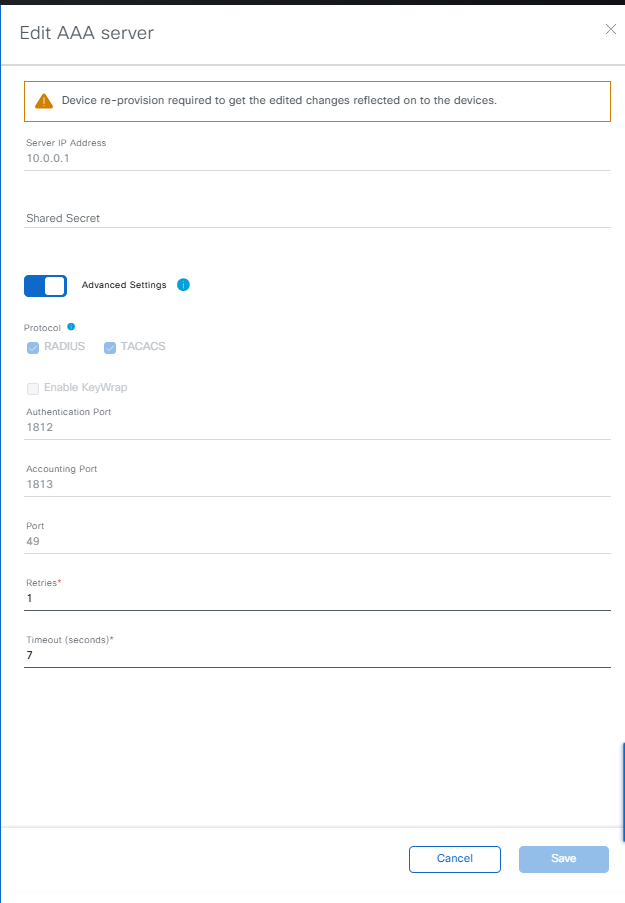 Edit AAA server
Device re-provision required to get the edited changes reflected on to the devices.
Server IP Address
10.0.0.1
Shared Secret
Advanced Settings
Protocol
RADIUS TACACS
Enable KeyWrap
Authentication Port
1812
Accounting Port
1813
Port
49
Retries*
1
Timeout (seconds)*
7
Cancel Save